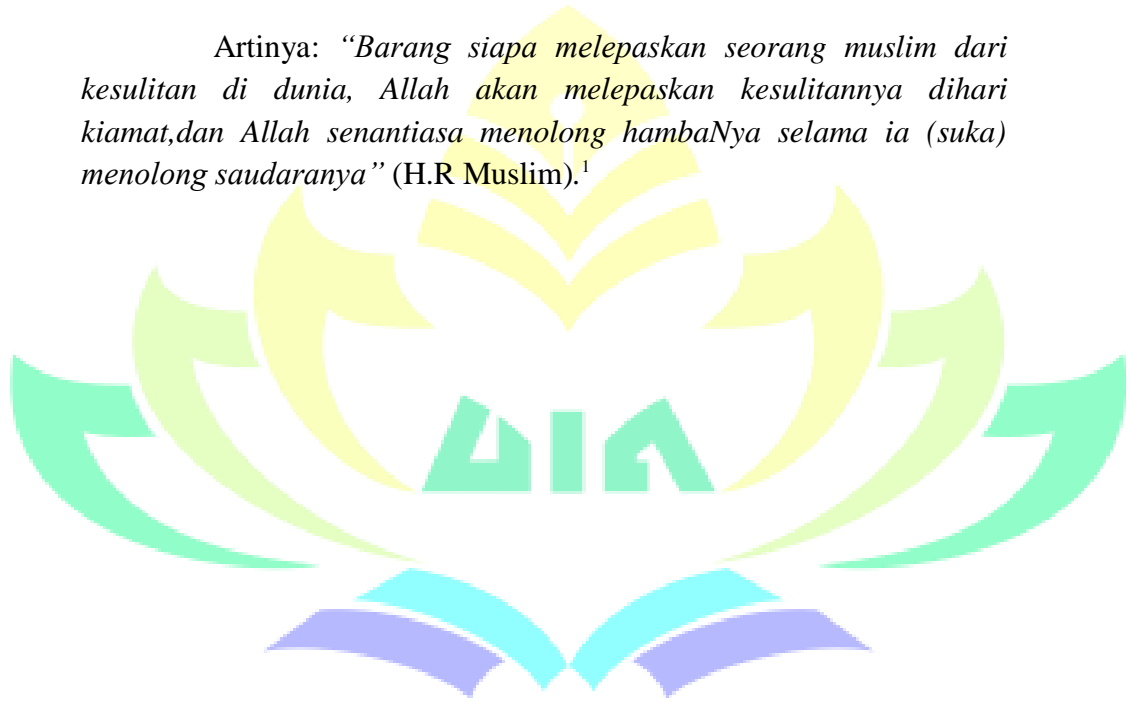 Artinya: “Barang siapa melepaskan seorang muslim dari
kesulitan di dunia, Allah akan melepaskan kesulitannya dihari
kiamat,dan Allah senantiasa menolong hambaNya selama ia (suka)
menolong saudaranya” (H.R Muslim).¹